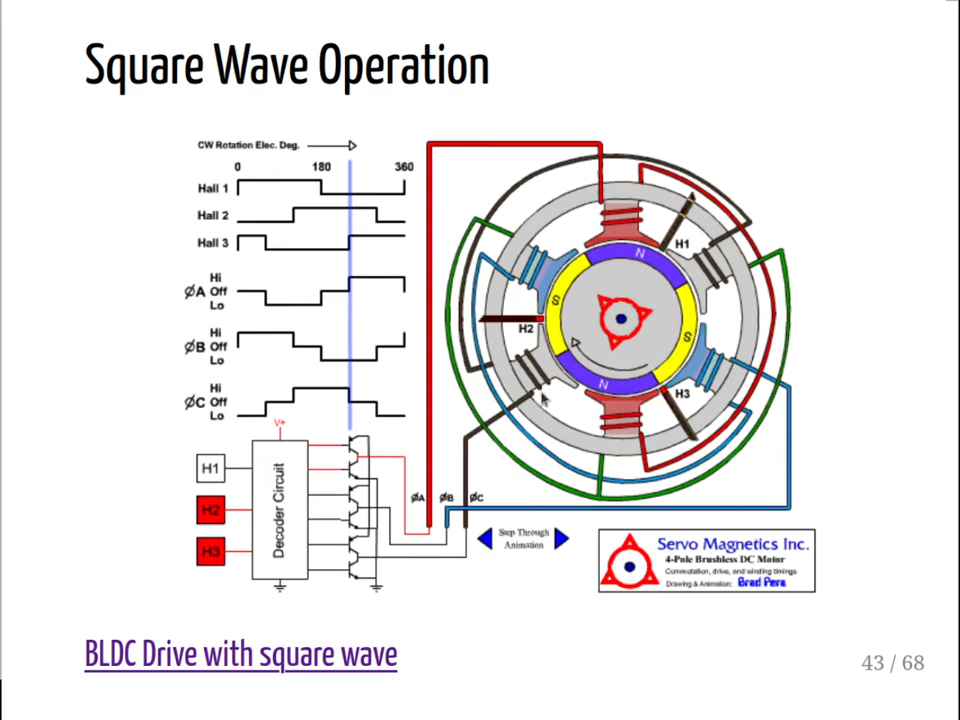 Square Wave Operation
CW Rotation Elec. Deg.
0 180 360
Hall 1
Hall 2
Hall 3
Hi
ØA Off
Lo
Hi
ØB Off
Lo
Hi
ØC Off
Lo
V+
H1
H2
H3
Decoder Circuit
ØA ØB ØC
N
S
S
N
H1
H2
H3
Step Through
Animation
Servo Magnetics Inc.
4-Pole Brushless DC Motor
Commutation, drive, and winding timings
Drawing & Animation: Brad Pera
BLDC Drive with square wave
43 / 68